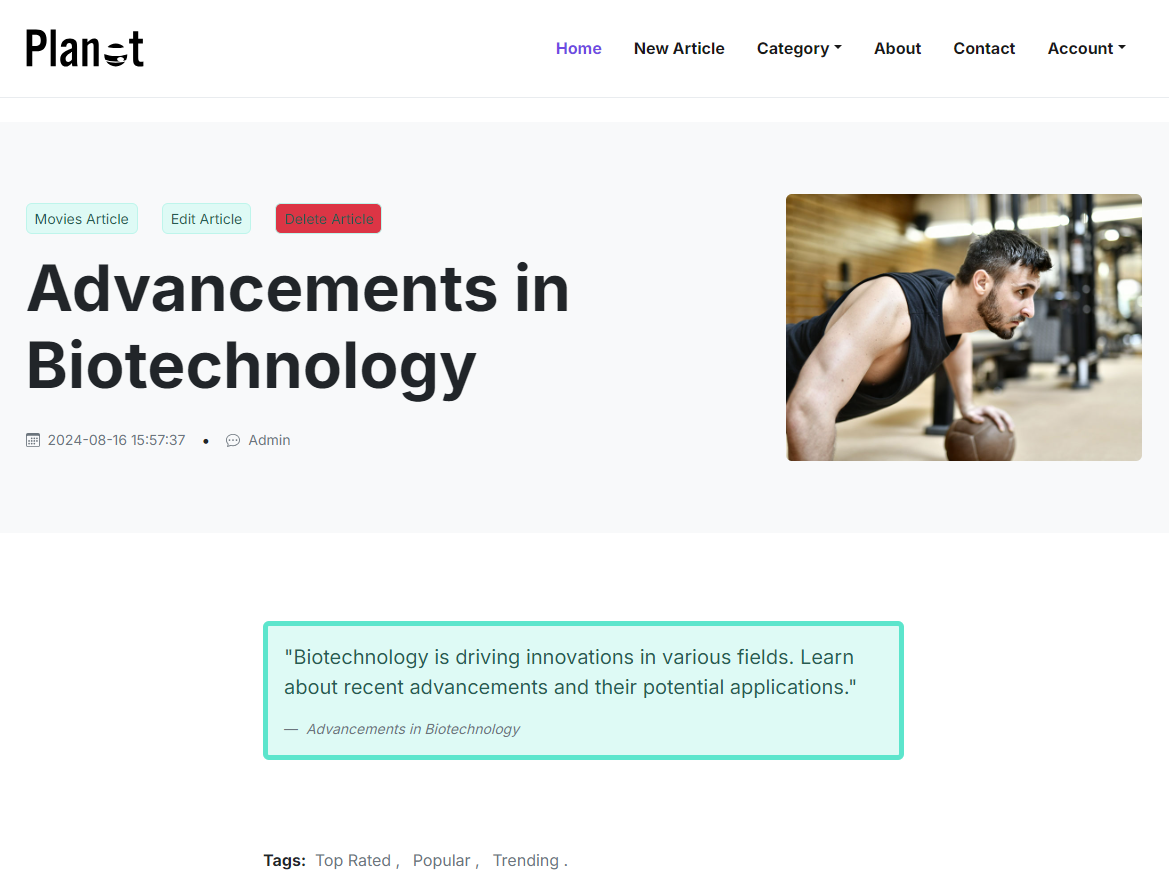 Planet
Home New Article Category About Contact Account
Movies Article Edit Article Delete Article
Advancements in
Biotechnology
2024-08-16 15:57:37 • Admin
"Biotechnology is driving innovations in various fields. Learn
about recent advancements and their potential applications."
— Advancements in Biotechnology
Tags: Top Rated , Popular , Trending .